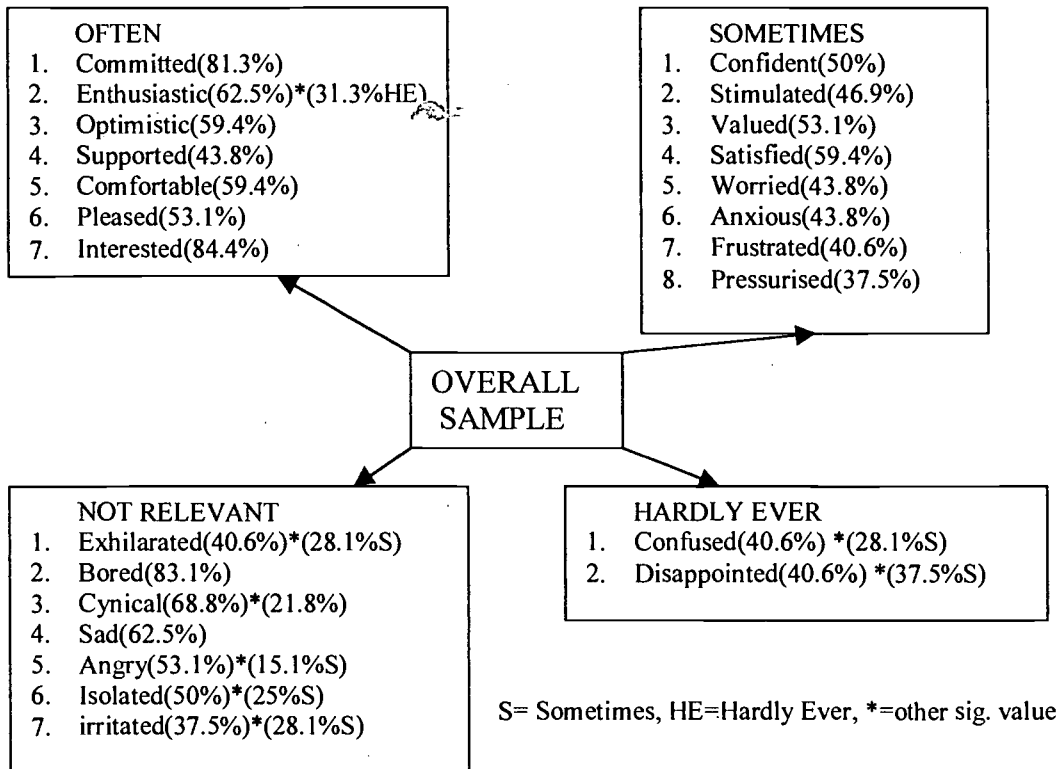 OFTEN
1. Committed(81.3%)
2. Enthusiastic(62.5%)*(31.3%HE)
3. Optimistic(59.4%)
4. Supported(43.8%)
5. Comfortable(59.4%)
6. Pleased(53.1%)
7. Interested(84.4%)
SOMETIMES
1. Confident(50%)
2. Stimulated(46.9%)
3. Valued(53.1%)
4. Satisfied(59.4%)
5. Worried(43.8%)
6. Anxious(43.8%)
7. Frustrated(40.6%)
8. Pressurised(37.5%)
OVERALL
SAMPLE
NOT RELEVANT
1. Exhilarated(40.6%)*(28.1%S)
2. Bored(83.1%)
3. Cynical(68.8%)*(21.8%)
4. Sad(62.5%)
5. Angry(53.1%)*(15.1%S)
6. Isolated(50%)*(25%S)
7. irritated(37.5%)*(28.1%S)
HARDLY EVER
1. Confused(40.6%) *(28.1%S)
2. Disappointed(40.6%) *(37.5%S)
S= Sometimes, HE=Hardly Ever, *=other sig. value